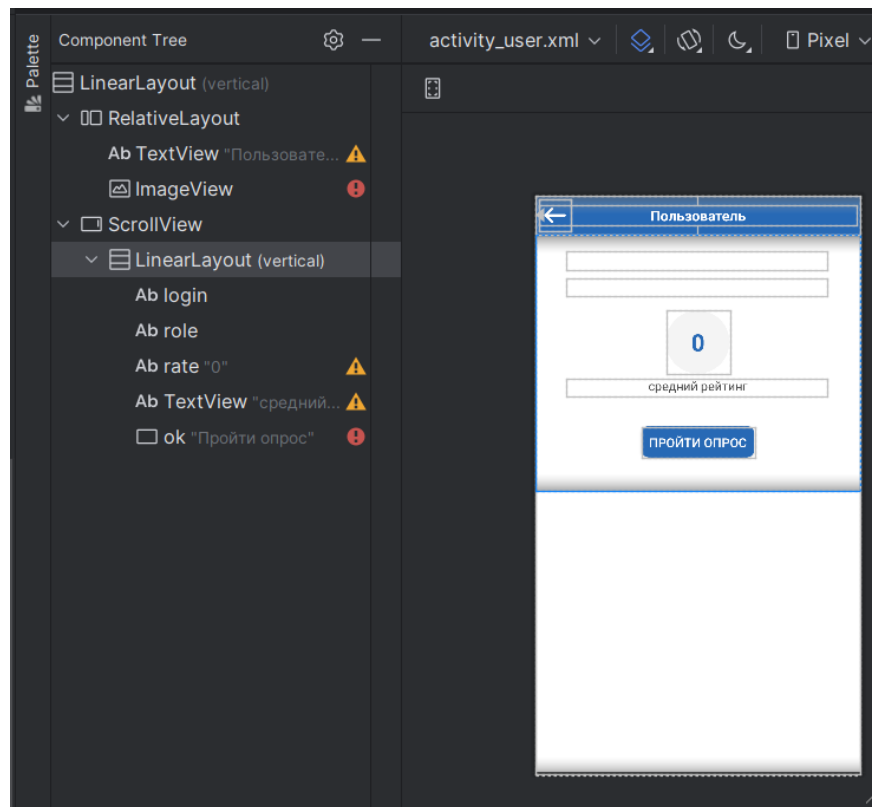 Palette
Component Tree
activity_user.xml
Pixel
LinearLayout (vertical)
RelativeLayout
Ab TextView "Пользовате...
ImageView
ScrollView
LinearLayout (vertical)
Ab login
Ab role
Ab rate "0"
Ab TextView "средний...
ok "Пройти опрос"
Пользователь
0
средний рейтинг
ПРОЙТИ ОПРОС